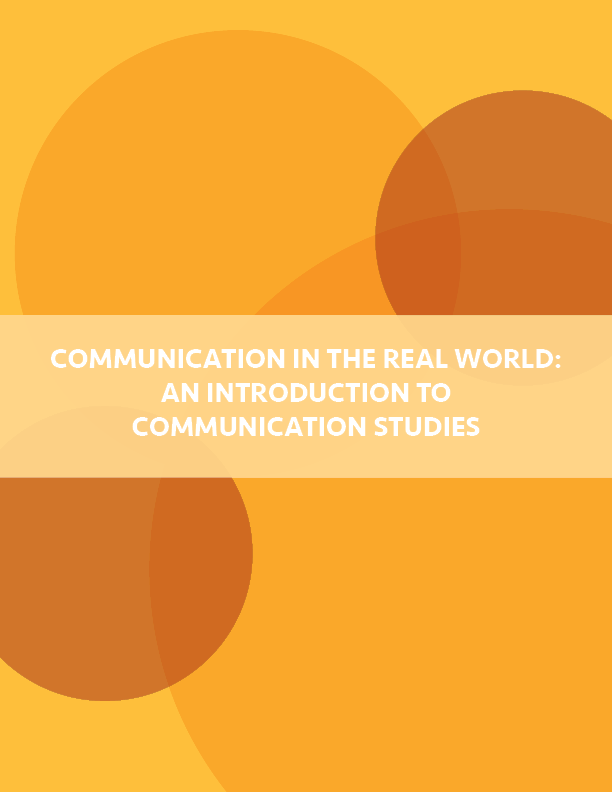 COMMUNICATION IN THE REAL WORLD:
AN INTRODUCTION TO
COMMUNICATION STUDIES